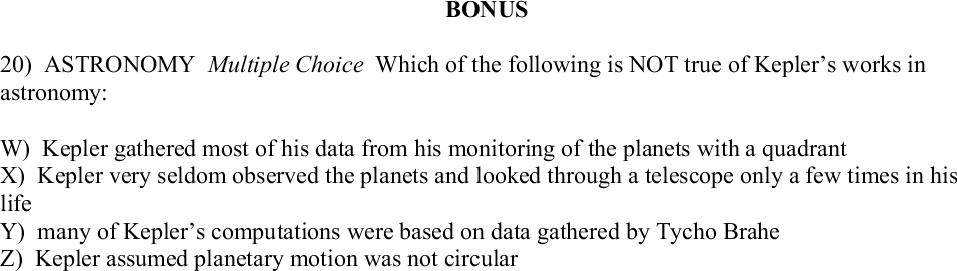 BONUS
20)  ASTRONOMY  Multiple Choice  Which of the following is NOT true of Kepler’s works in
astronomy:
W)  Kepler gathered most of his data from his monitoring of the planets with a quadrant
X)  Kepler very seldom observed the planets and looked through a telescope only a few times in his
life
Y)  many of Kepler’s computations were based on data gathered by Tycho Brahe
Z)  Kepler assumed planetary motion was not circular